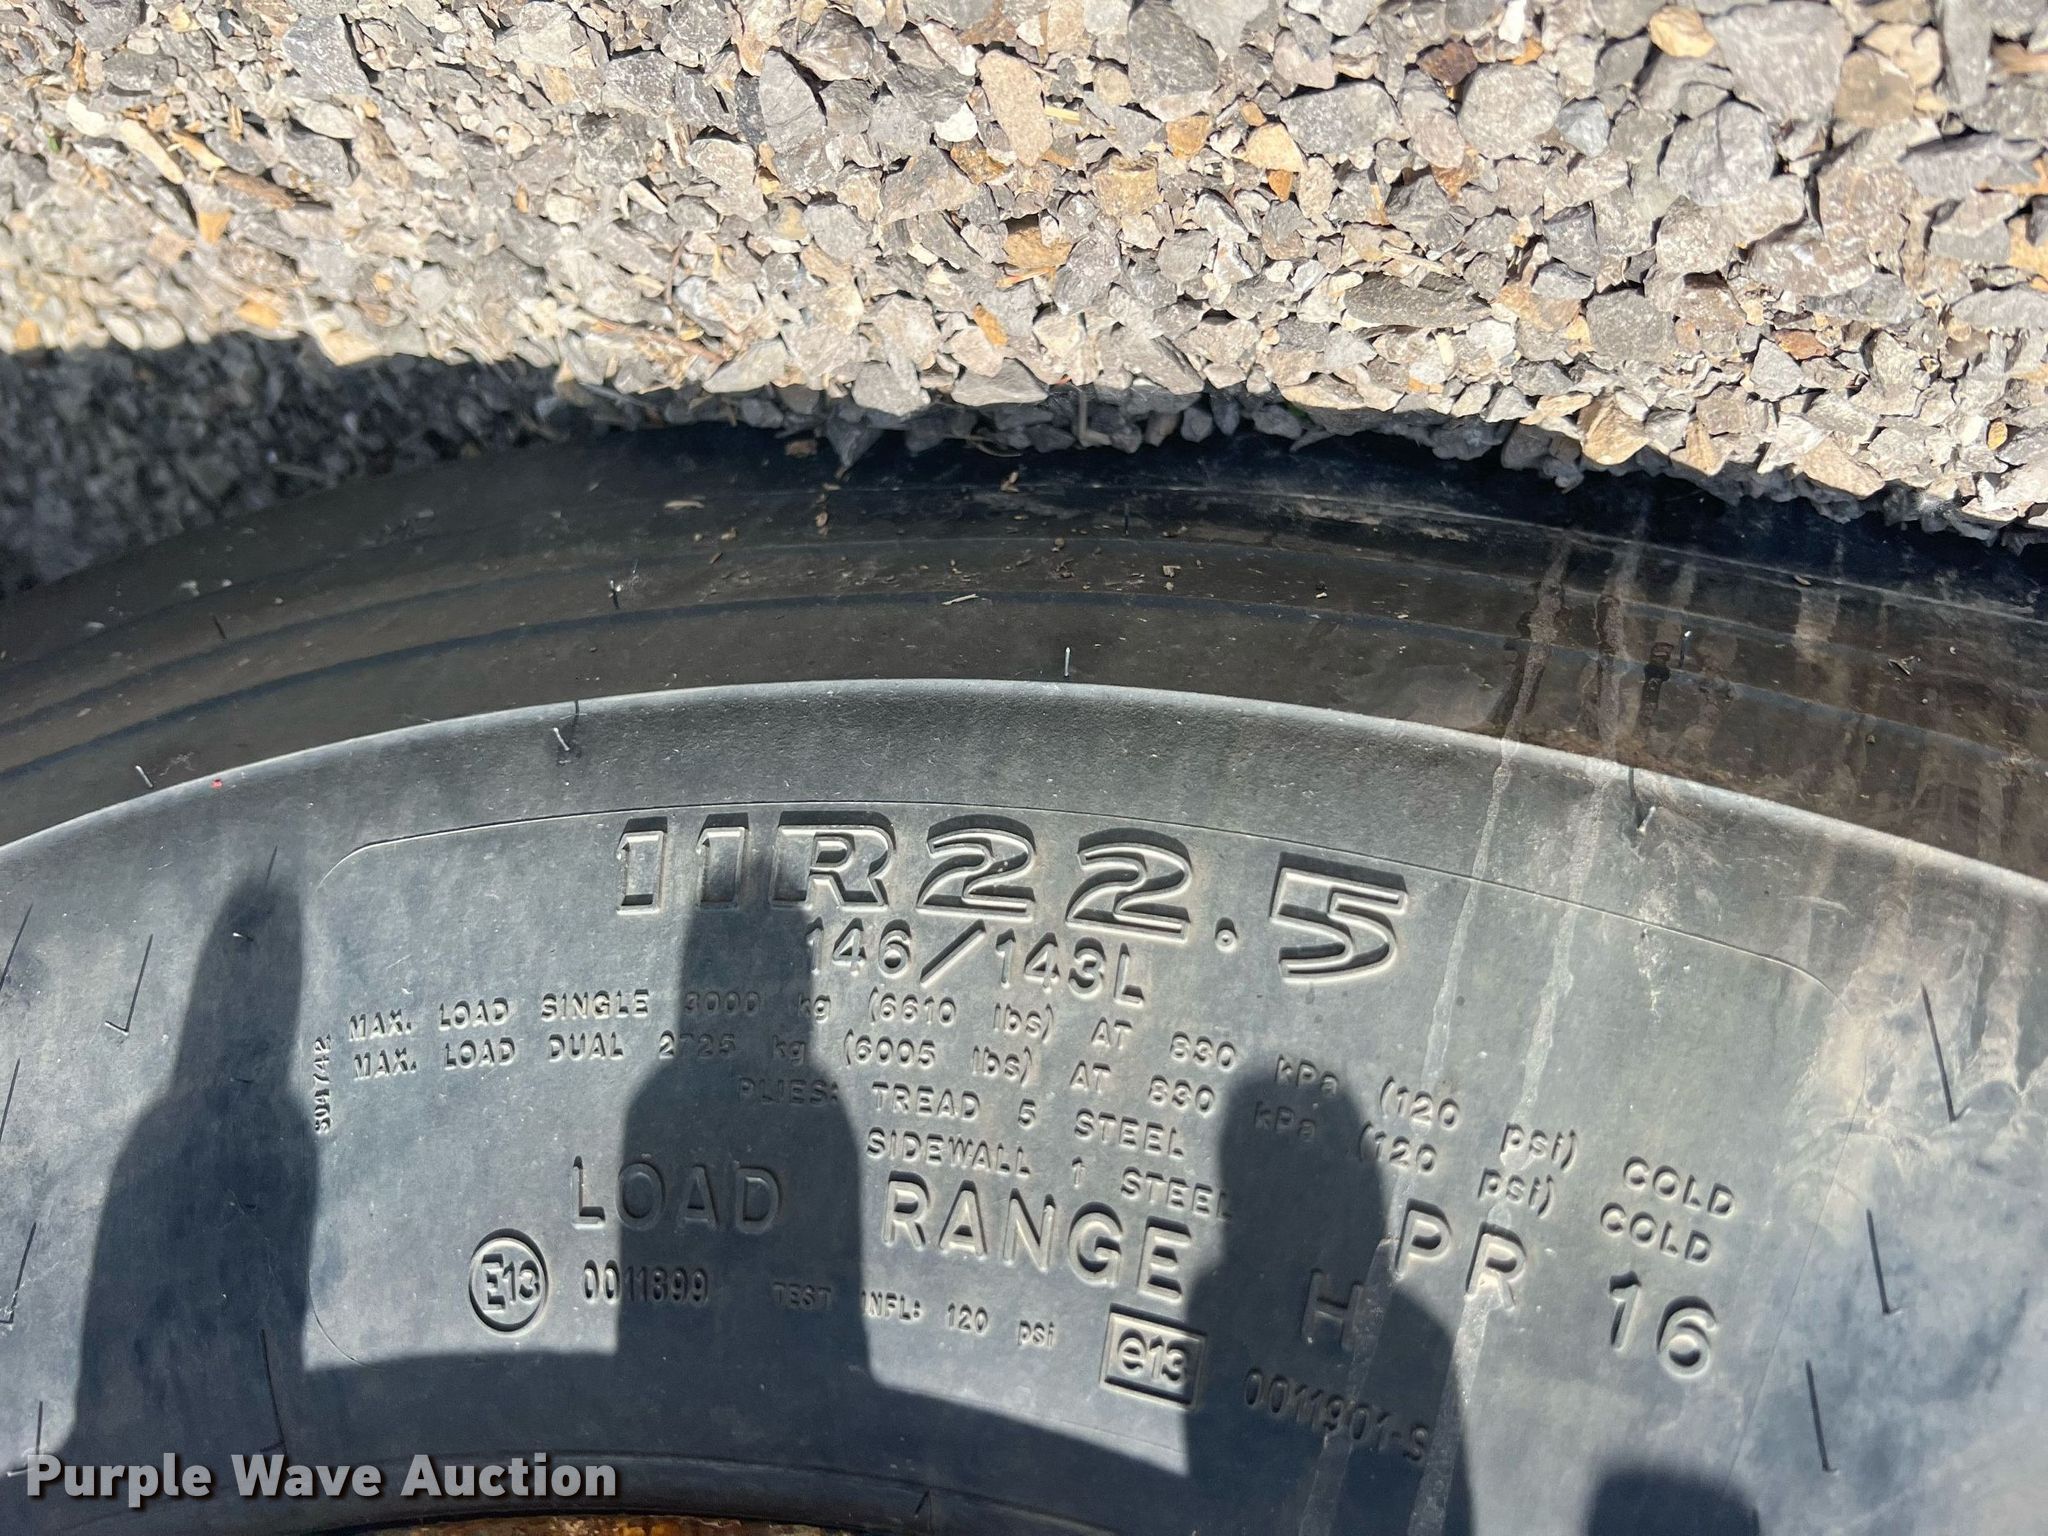 11R22.5
146/143L
MAX. LOAD SINGLE 3000 kg (6610 lbs) AT 830 kPa (120 psi) COLD
MAX. LOAD DUAL 2725 kg (6005 lbs) AT 830 kPa (120 psi) COLD
PLIES: TREAD 5 STEEL
SIDEWALL 1 STEEL
LOAD RANGE H PR 16
E13 0011899 TEST INFL: 120 psi e13 0011901-S
S04742
Purple Wave Auction